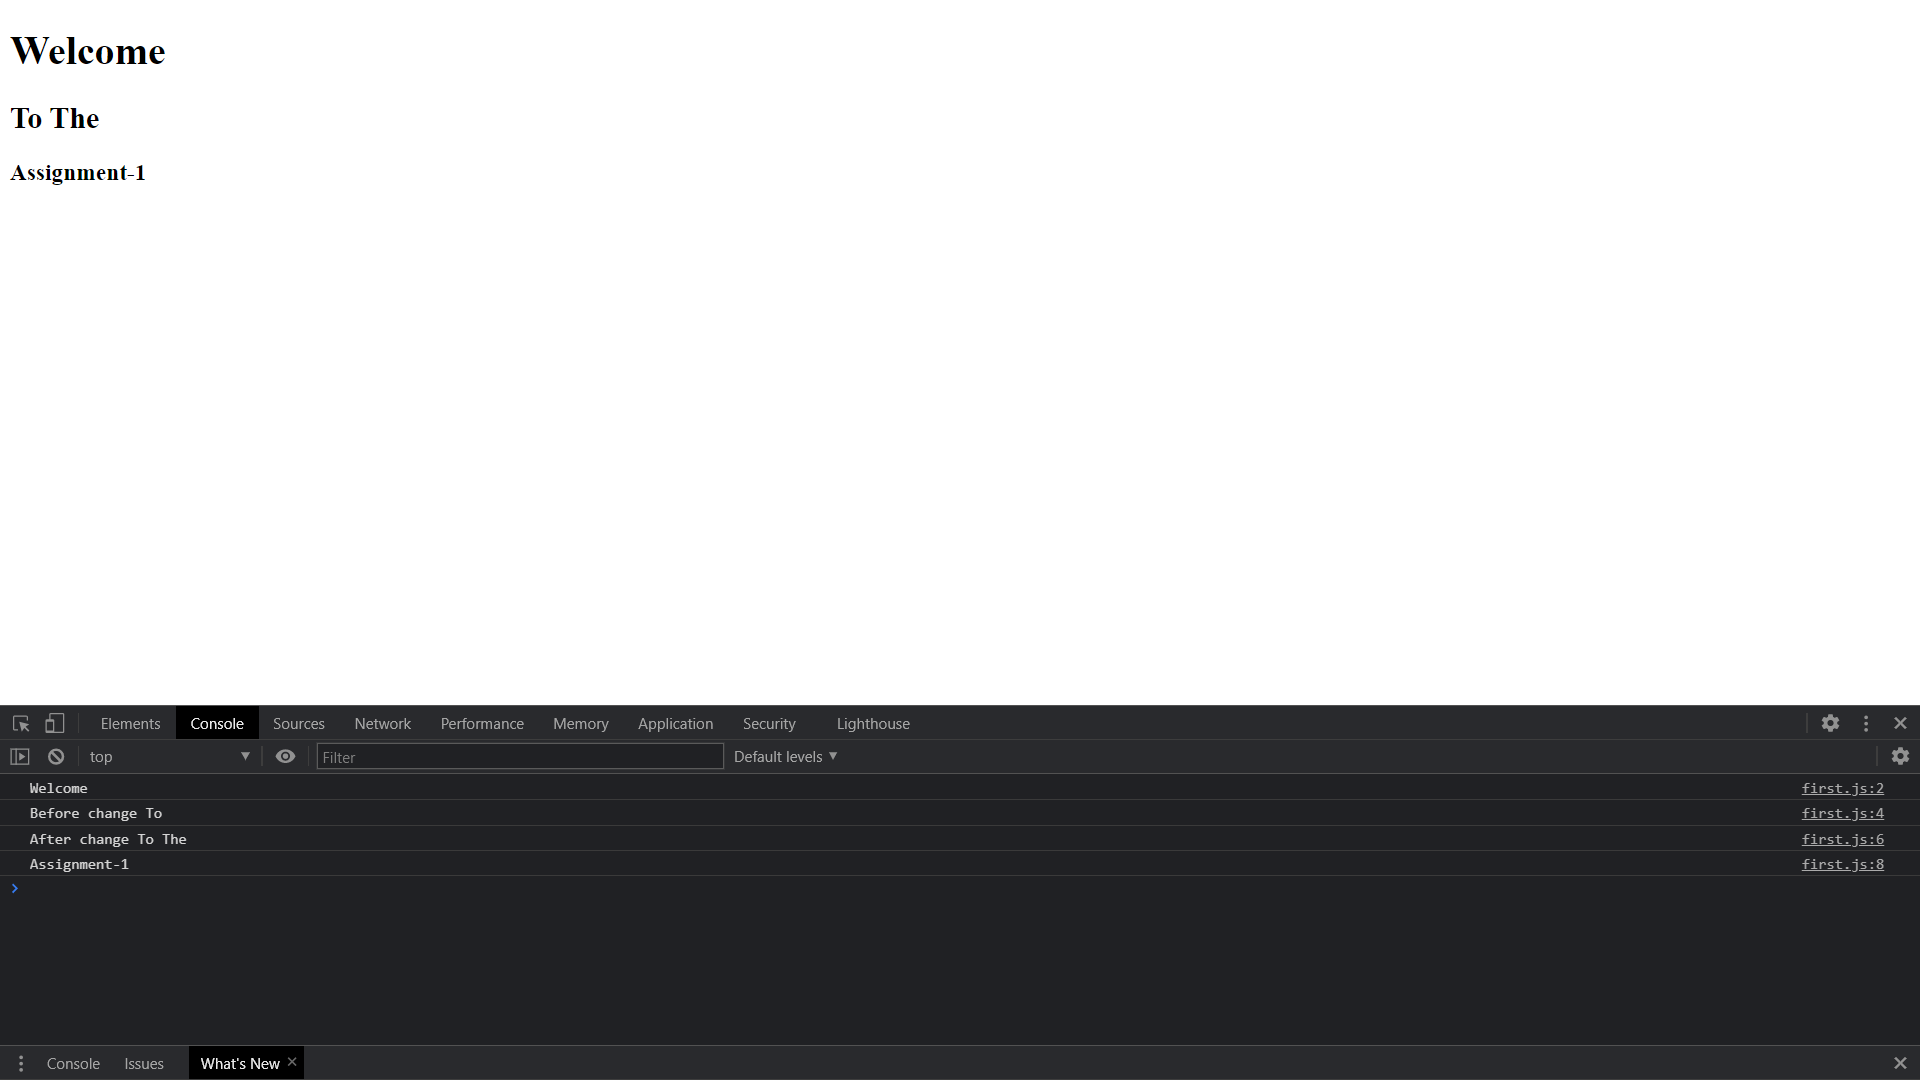 Welcome
To The
Assignment-1
Elements Console Sources Network Performance Memory Application Security Lighthouse
top Filter Default levels
Welcome first.js:2
Before change To first.js:4
After change To The first.js:6
Assignment-1 first.js:8
Console Issues What's New